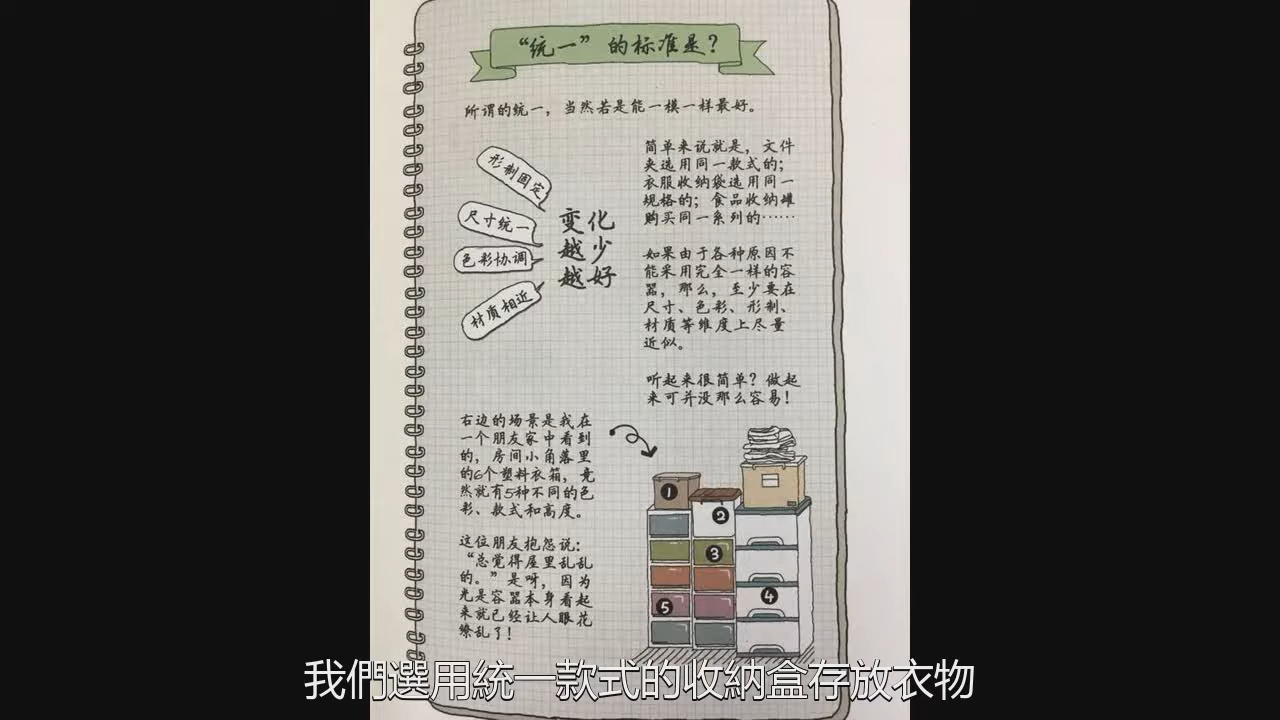 “统一”的标准是？
所谓的统一，当然若是能一模一样最好。
形制固定
尺寸统一
色彩协调
材质相近
变化
越少
越好
简单来说就是，文件
夹选用同一款式的；
衣服收纳袋选用同一
规格的；食品收纳罐
购买同一系列的……
如果由于各种原因不
能采用完全一样的容
器，那么，至少要在
尺寸、色彩、形制、
材质等维度上尽量
近似。
听起来很简单？做起
来可并没那么容易！
右边的场景是我在
一个朋友家中看到
的，房间小角落里
的6个塑料衣箱，竟
然就有5种不同的色
彩、款式和高度。
这位朋友抱怨说：
“总觉得屋里乱乱
的。”是呀，因为
光是容器本身看起
来就已经让人眼花
缭乱了！
1
2
3
4
5
我們選用統一款式的收納盒存放衣物